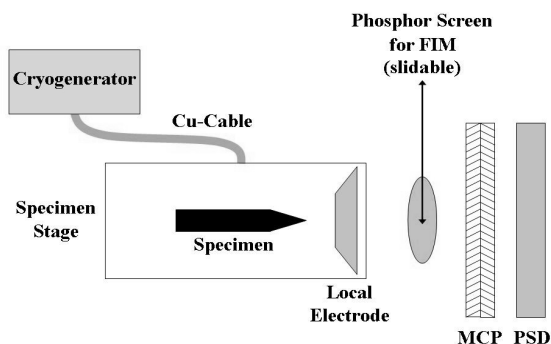 Phosphor Screen
for FIM
(slidable)
Cryogenerator
Cu-Cable
Specimen
Stage
Specimen
Local
Electrode
MCP PSD